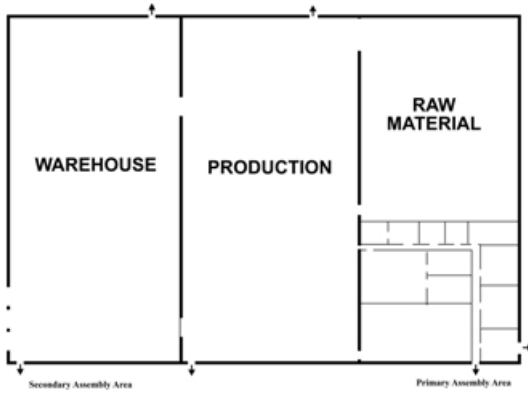 RAW
MATERIAL
WAREHOUSE
PRODUCTION
Secondary Assembly Area
Primary Assembly Area